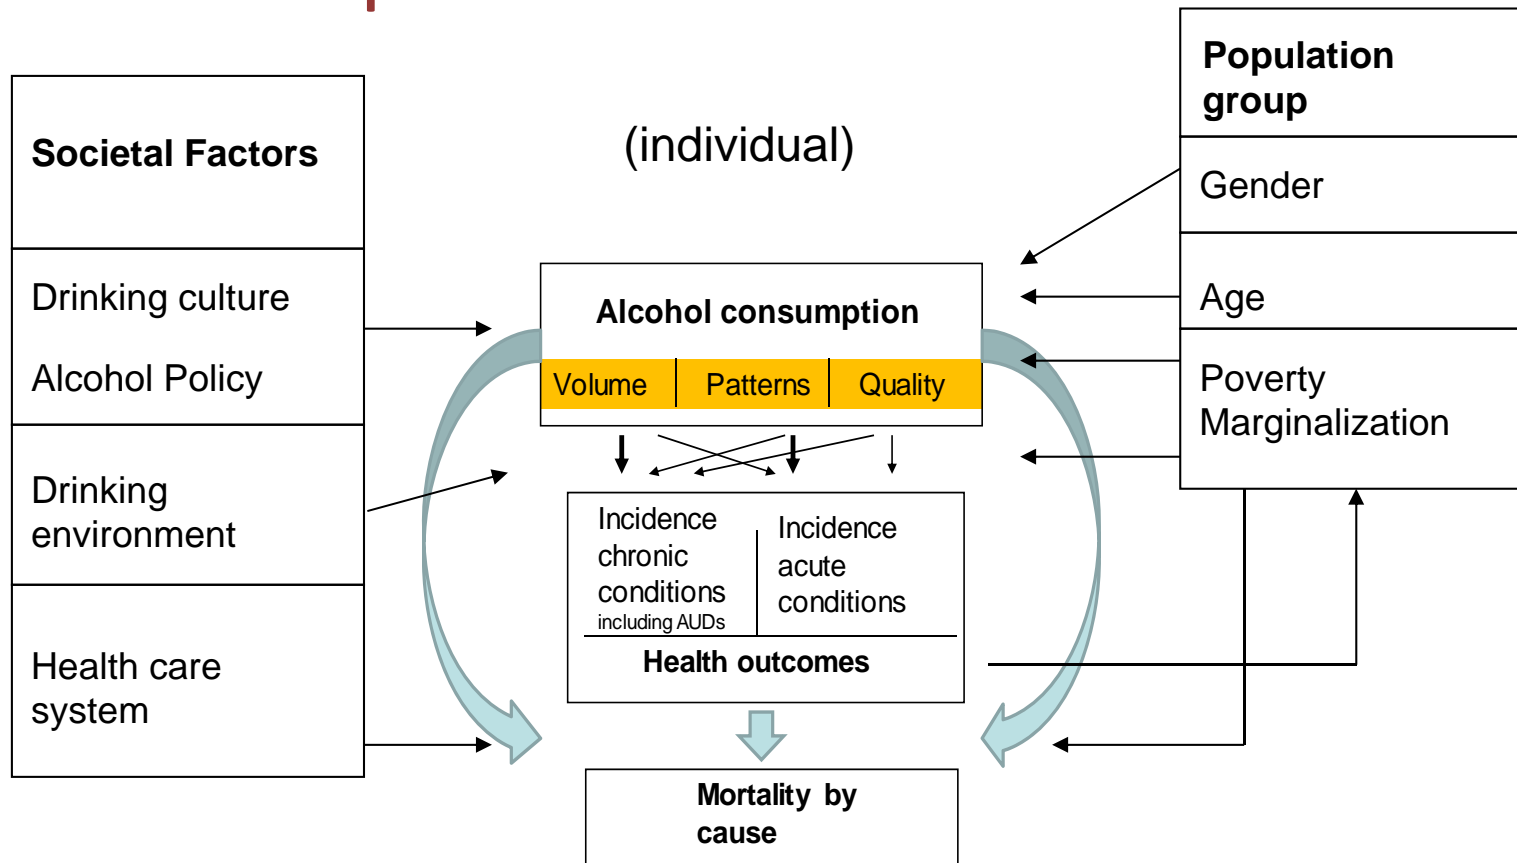 Societal Factors
Drinking culture
Alcohol Policy
Drinking
environment
Health care
system
(individual)
Alcohol consumption
Volume Patterns Quality
Incidence
chronic
conditions
including AUDs
Incidence
acute
conditions
Health outcomes
Mortality by
cause
Population
group
Gender
Age
Poverty
Marginalization